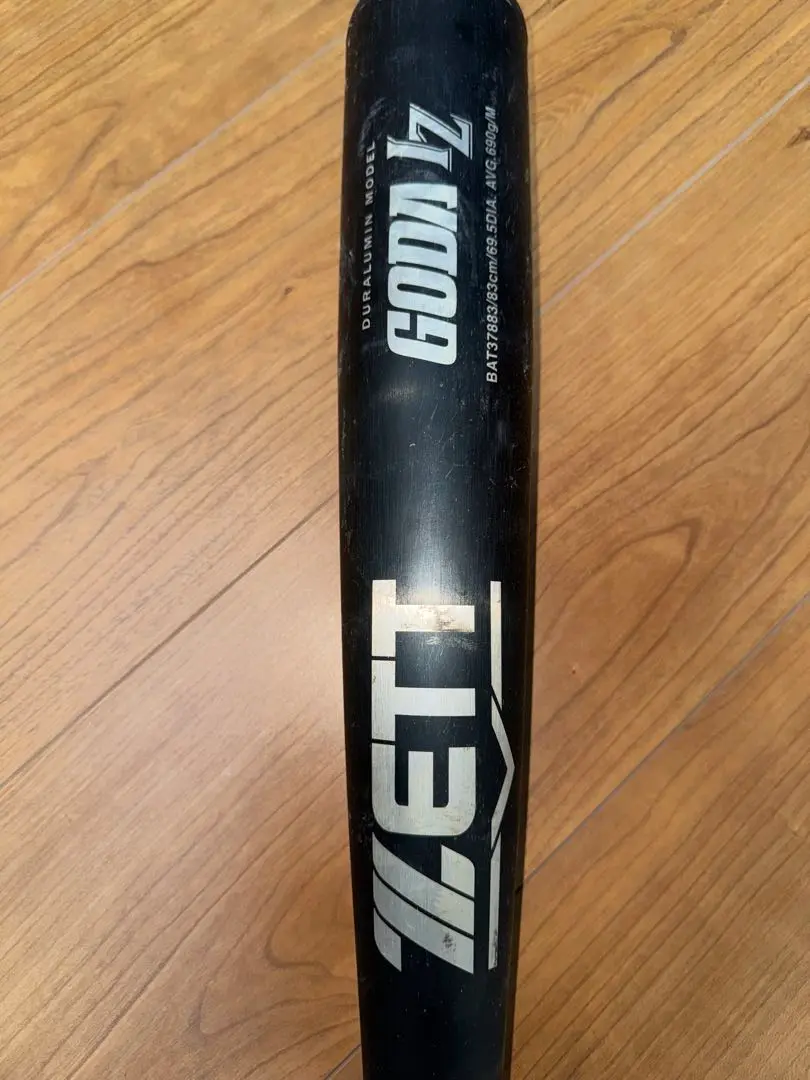 DURALUMIN MODEL
GODA IZ
BAT37883/83cm/69.5DIA. AVG.690g/M
ZETT